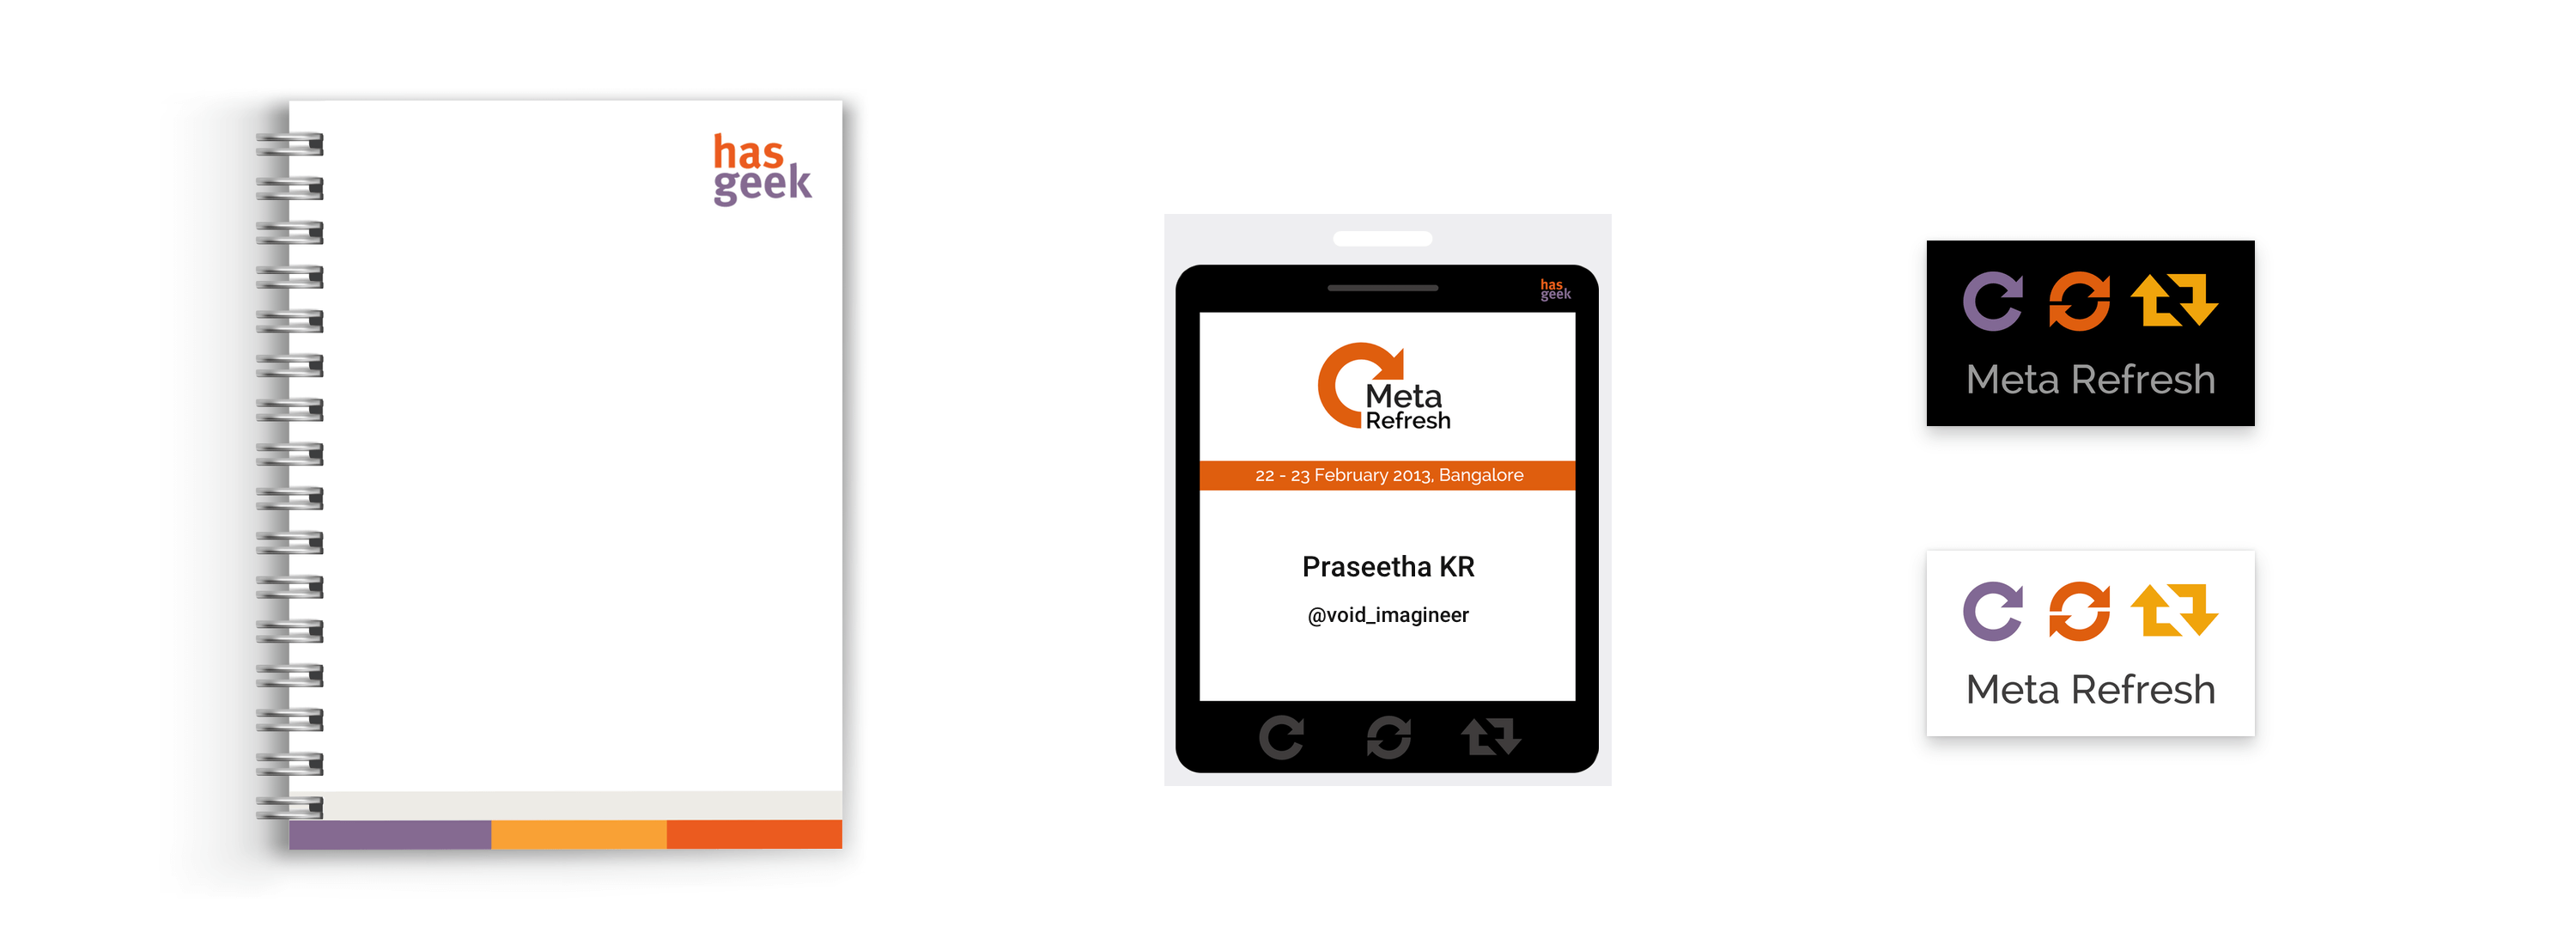 has
geek
has
geek
Meta
Refresh
22 - 23 February 2013, Bangalore
Praseetha KR
@void_imagineer
Meta Refresh
Meta Refresh